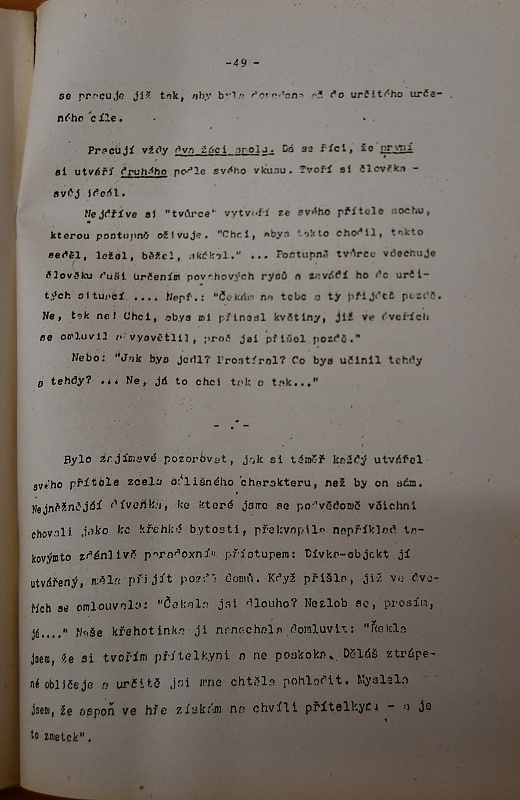 -49 -
se pracuje již tak, aby byla dovedena až do určitého urče-
ného cíle.
Pracují vždy dva žáci spolu. Dá se říci, že první
si utváří druhého podle svého vkusu. Tvoří si člověka -
svůj ideál.
Nejdříve si "tvůrce" vytvoří ze svého přítele sochu,
kterou postupně oživuje. "Chci, abys takto chodil, takto
seděl, ležel, běžel, skákal." ... Postupně tvůrce vdechuje
člověku duši určením povahových rysů a zavádí ho do urči-
tých situací .... Např.: "Čekám na tebe a ty přijdeš pozdě.
Ne, tak ne! Chci, abys mi přinesl květiny, již ve dveřích
se omluvil a vysvětlil, proč jsi přišel pozdě."
Nebo: "Jak bys jedl? Prostíral? Co bys učinil tehdy
a tehdy? ... Ne, já to chci tak a tak..."
- . -
Bylo zajímavé pozorovat, jak si téměř každý utvářel
svého přítele zcela odlišného charakteru, než by on sám.
Nejněžnější dívenka, ke které jsme se podvědomě všichni
chovali jako ke křehké bytosti, překvapila například ta-
kovýmto zdánlivě paradoxním přístupem: Dívka-objekt jí
utvářený, měla přijít pozdě domů. Když přišla, již ve dve-
řích se omlouvala: "Čekala jsi dlouho? Nezlob se, prosím,
já...." Naše křehotinka ji nenechala domluvit: "Řekla
jsem, že si tvořím přítelkyni a ne poskoka. Děláš ztrápe-
né obličeje a určitě jsi mne chtěla pohladit. Myslela
jsem, že aspoň ve hře získám na chvíli přítelkyni - a je
to zmetek".